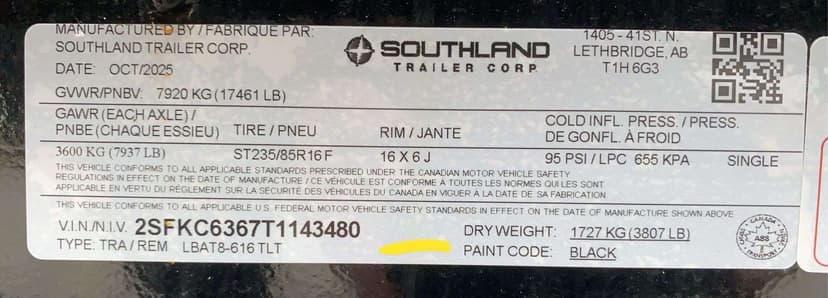 MANUFACTURED BY / FABRIQUE PAR:
SOUTHLAND TRAILER CORP.
SOUTHLAND
TRAILER CORP.
1405 - 41ST. N.
LETHBRIDGE, AB
T1H 6G3
DATE: OCT/2025
GVWR/PNBV: 7920 KG (17461 LB)
GAWR (EACH AXLE) / PNBE (CHAQUE ESSIEU) TIRE / PNEU RIM / JANTE COLD INFL. PRESS. / PRESS. DE GONFL. À FROID
3600 KG (7937 LB) ST235/85R16 F 16 X 6 J 95 PSI / LPC 655 KPA SINGLE
THIS VEHICLE CONFORMS TO ALL APPLICABLE STANDARDS PRESCRIBED UNDER THE CANADIAN MOTOR VEHICLE SAFETY
REGULATIONS IN EFFECT ON THE DATE OF MANUFACTURE / CE VÉHICULE EST CONFORME À TOUTES LES NORMES QUI LUI SONT
APPLICABLE EN VERTU DU RÈGLEMENT SUR LA SÉCURITÉ DES VÉHICULES DU CANADA EN VIGUER À LA DATE DE SA FABRICATION
THIS VEHICLE CONFORMS TO ALL APPLICABLE U.S. FEDERAL MOTOR VEHICLE SAFETY STANDARDS IN EFFECT ON THE DATE OF MANUFACTURE SHOWN ABOVE
V.I.N./N.I.V. 2SFKC6367T1143480 DRY WEIGHT: 1727 KG (3807 LB)
TYPE: TRA / REM LBAT8-616 TLT PAINT CODE: BLACK
CANADA
A88
TRANSPORT